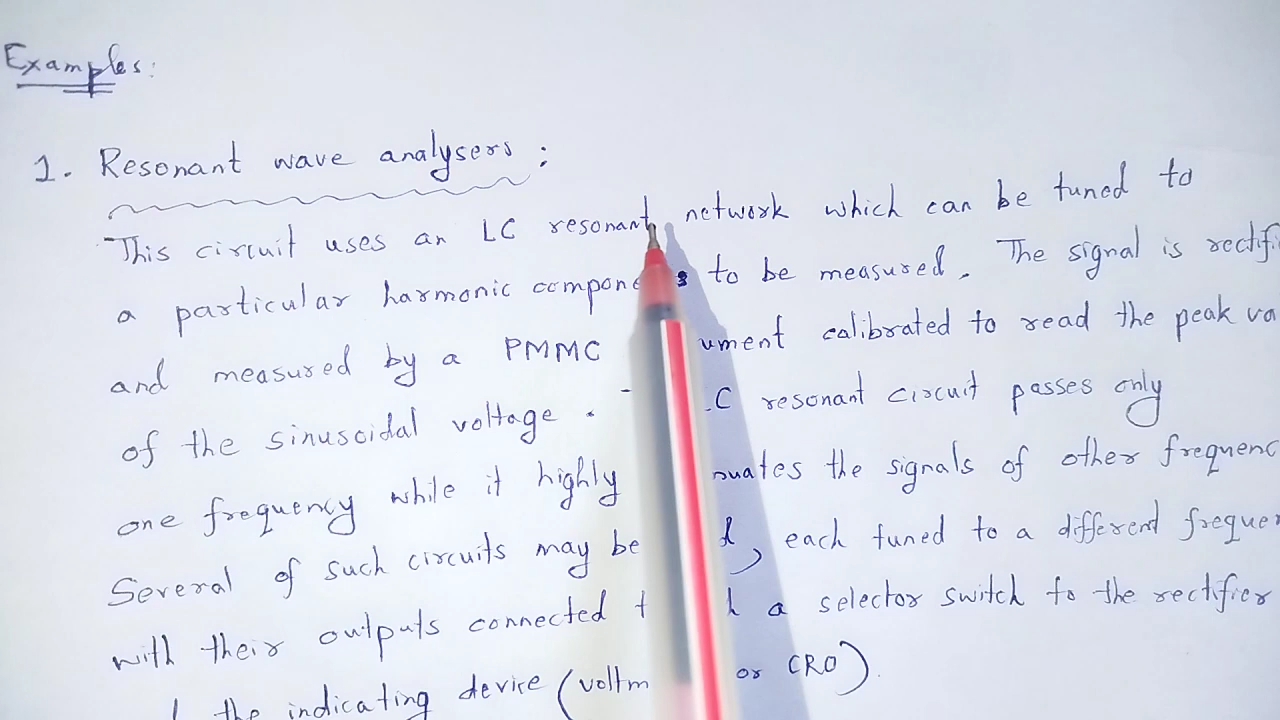 Examples:
1. Resonant wave analysers:
This circuit uses an LC resonant network which can be tuned to
a particular harmonic compone s to be measured. The signal is rectifi
and measured by a PMMC ument calibrated to read the peak va
of the sinusoidal voltage. C resonant circuit passes only
one frequency while it highly nuates the signals of other frequenc
Several of such circuits may be d, each tuned to a different frequen
with their outputs connected t h a selector switch to the rectifier
the indicating device (voltm or CRO).